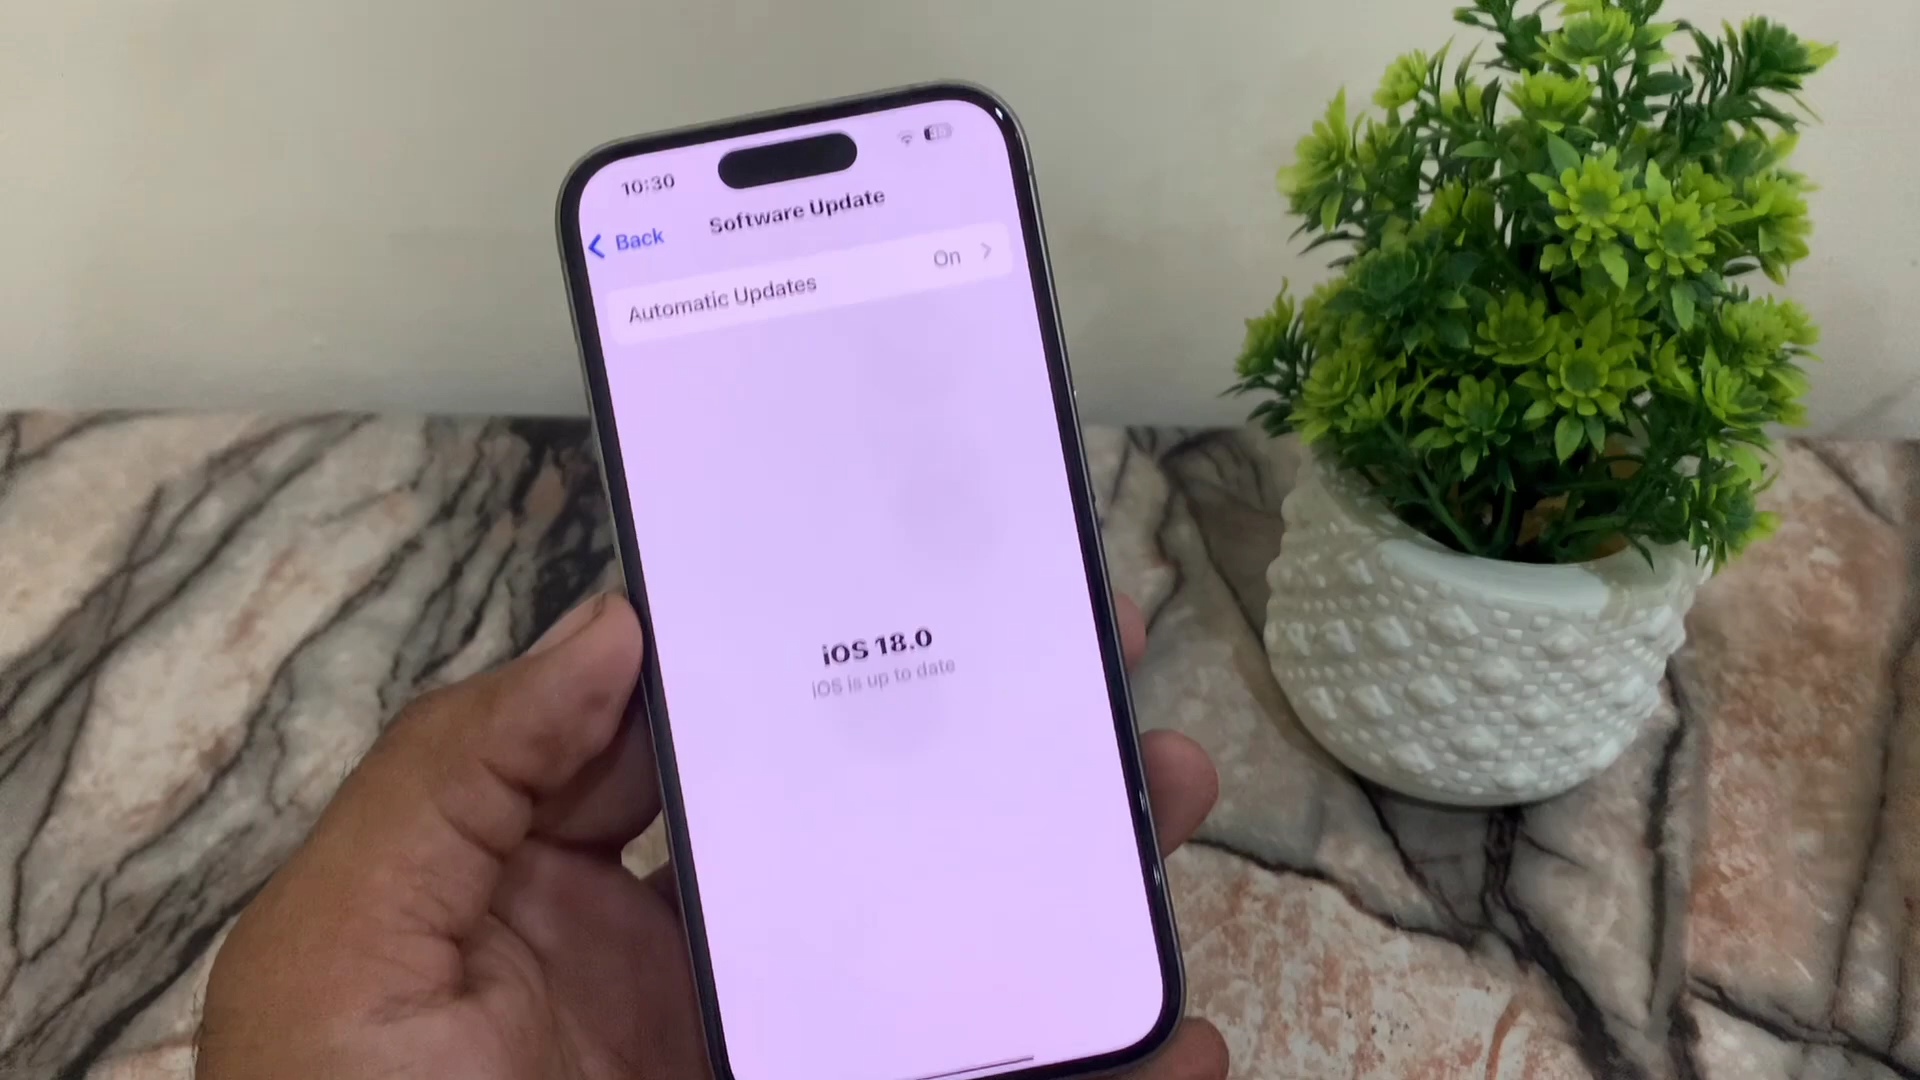 10:30
Back
Software Update
Automatic Updates On
iOS 18.0
iOS is up to date